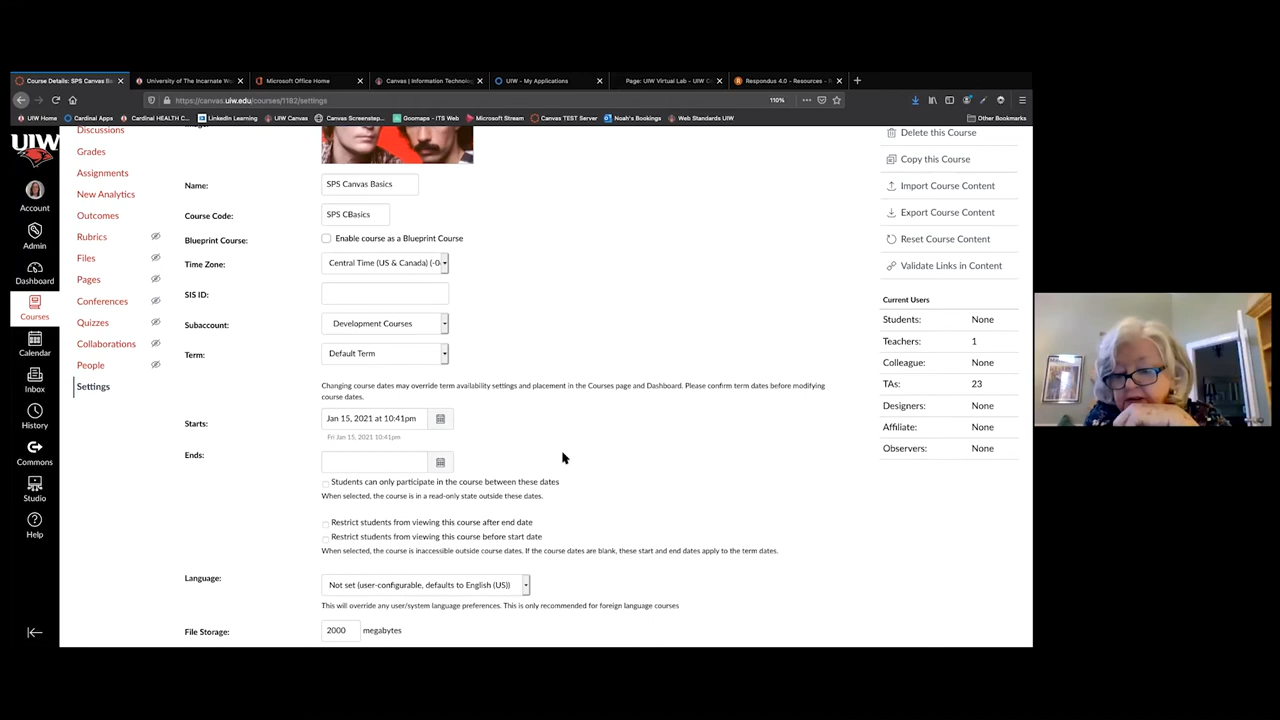 Course Details: SPS Canvas Ba
University of The Incarnate Wo
Microsoft Office Home
Canvas | Information Technolo
UIW - My Applications
Page: UIW Virtual Lab - UIW C
Respondus 4.0 - Resources - R
https://canvas.uiw.edu/courses/1182/settings
110%
UIW Home
Cardinal Apps
Cardinal HEALTH C...
LinkedIn Learning
UIW Canvas
Canvas Screenstep...
Goomaps - ITS Web
Microsoft Stream
Canvas TEST Server
Noah's Bookings
Web Standards UIW
Other Bookmarks
UIW
Account
Admin
Dashboard
Courses
Calendar
Inbox
History
Commons
Studio
Help
Discussions
Grades
Assignments
New Analytics
Outcomes
Rubrics
Files
Pages
Conferences
Quizzes
Collaborations
People
Settings
Name:
SPS Canvas Basics
Course Code:
SPS CBasics
Blueprint Course:
Enable course as a Blueprint Course
Time Zone:
Central Time (US & Canada) (-0
SIS ID:
Subaccount:
Development Courses
Term:
Default Term
Changing course dates may override term availability settings and placement in the Courses page and Dashboard. Please confirm term dates before modifying
course dates.
Starts:
Jan 15, 2021 at 10:41pm
Fri Jan 15, 2021 10:41pm
Ends:
Students can only participate in the course between these dates
When selected, the course is in a read-only state outside these dates.
Restrict students from viewing this course after end date
Restrict students from viewing this course before start date
When selected, the course is inaccessible outside course dates. If the course dates are blank, these start and end dates apply to the term dates.
Language:
Not set (user-configurable, defaults to English (US))
This will override any user/system language preferences. This is only recommended for foreign language courses
File Storage:
2000 megabytes
Delete this Course
Copy this Course
Import Course Content
Export Course Content
Reset Course Content
Validate Links in Content
Current Users
Students: None
Teachers: 1
Colleague: None
TAs: 23
Designers: None
Affiliate: None
Observers: None